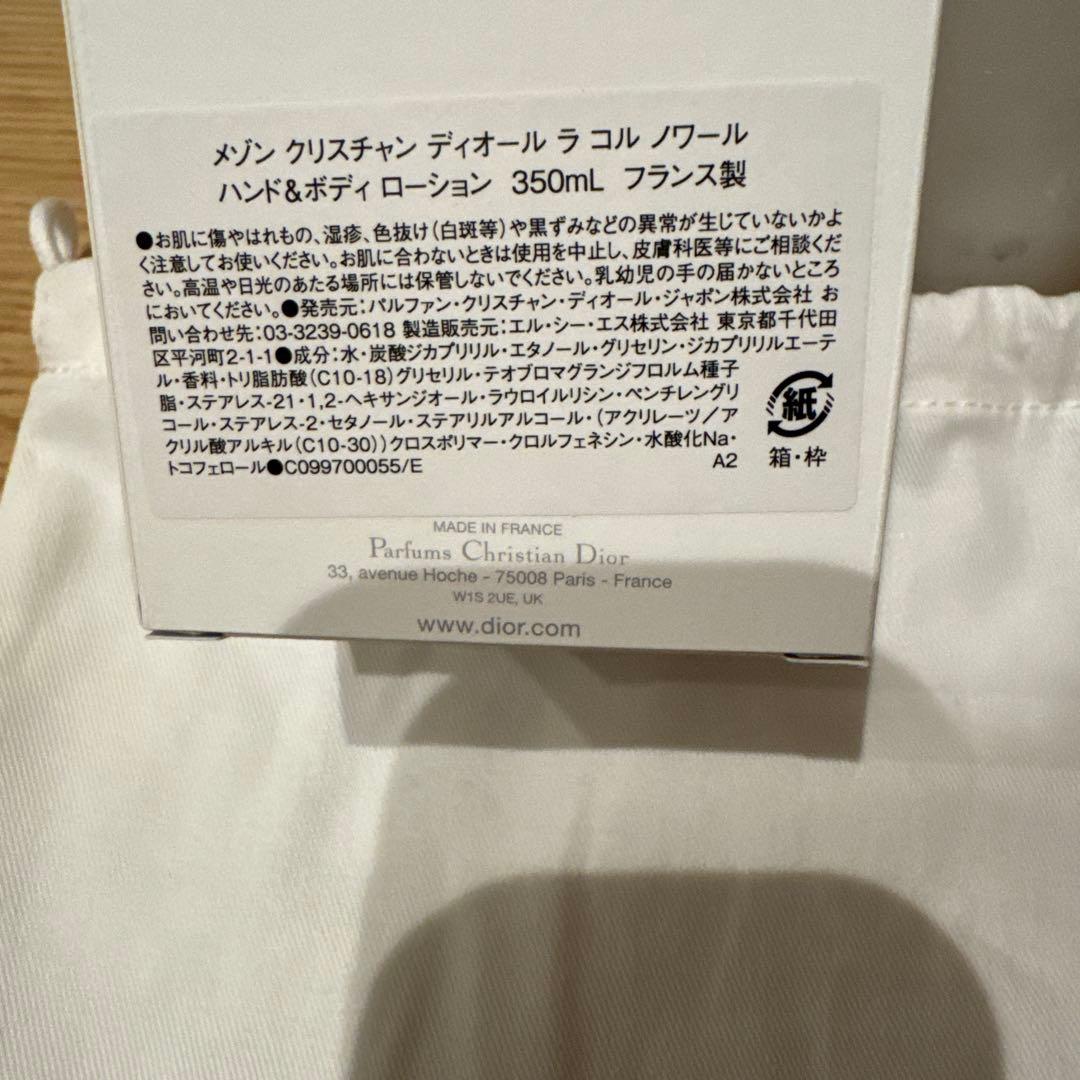 メゾン クリスチャン ディオール ラ コル ノワール
ハンド&ボディ ローション 350mL フランス製
●お肌に傷やはれもの、湿疹、色抜け(白斑等)や黒ずみなどの異常が生じていないかよ
く注意してお使いください。お肌に合わないときは使用を中止し、皮膚科医等にご相談くだ
さい。高温や日光のあたる場所には保管しないでください。乳幼児の手の届かないところ
においてください。●発売元:パルファン・クリスチャン・ディオール・ジャポン株式会社 お
問い合わせ先:03-3239-0618 製造販売元:エル・シー・エス株式会社 東京都千代田
区平河町2-1-1●成分:水・炭酸ジカプリリル・エタノール・グリセリン・ジカプリリルエーテ
ル・香料・トリ脂肪酸(C10-18)グリセリル・テオブロマグランジフロルム種子
脂・ステアレス-21・1,2-ヘキサンジオール・ラウロイルリシン・ペンチレングリ
コール・ステアレス-2・セタノール・ステアリルアルコール・(アクリレーツ/ア
クリル酸アルキル(C10-30))クロスポリマー・クロルフェネシン・水酸化Na・
トコフェロール●C099700055/E A2
紙
箱・枠
MADE IN FRANCE
Parfums Christian Dior
33, avenue Hoche - 75008 Paris - France
W1S 2UE, UK
www.dior.com